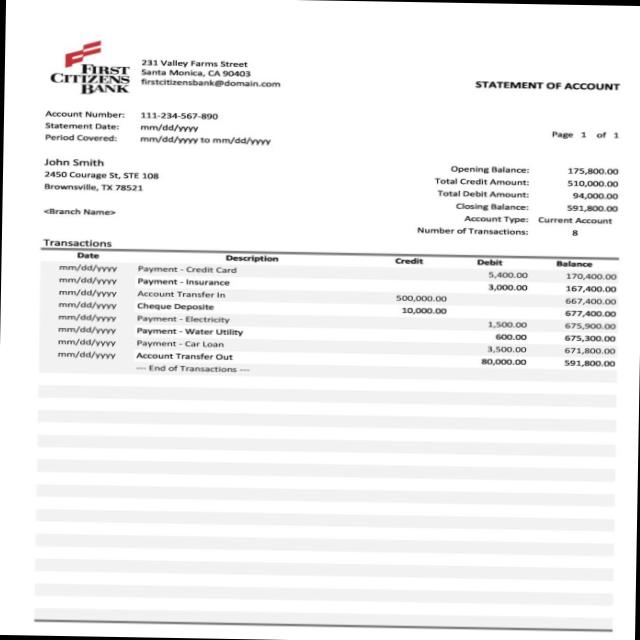 FIRST
CITIZENS
BANK
231 Valley Farms Street
Santa Monica, CA 90403
firstcitizensbank@domain.com
STATEMENT OF ACCOUNT
Account Number: 111-234-567-890
Statement Date: mm/dd/yyyy
Period Covered: mm/dd/yyyy to mm/dd/yyyy
Page 1 of 1
John Smith
2450 Courage St, STE 108
Brownsville, TX 78521
<Branch Name>
Opening Balance: 175,800.00
Total Credit Amount: 510,000.00
Total Debit Amount: 94,000.00
Closing Balance: 591,800.00
Account Type: Current Account
Number of Transactions: 8
Transactions
Date Description Credit Debit Balance
mm/dd/yyyy Payment - Credit Card 5,400.00 170,400.00
mm/dd/yyyy Payment - Insurance 3,000.00 167,400.00
mm/dd/yyyy Account Transfer In 500,000.00 667,400.00
mm/dd/yyyy Cheque Deposite 10,000.00 677,400.00
mm/dd/yyyy Payment - Electricity 1,500.00 675,900.00
mm/dd/yyyy Payment - Water Utility 600.00 675,300.00
mm/dd/yyyy Payment - Car Loan 3,500.00 671,800.00
mm/dd/yyyy Account Transfer Out 80,000.00 591,800.00
--- End of Transactions ---